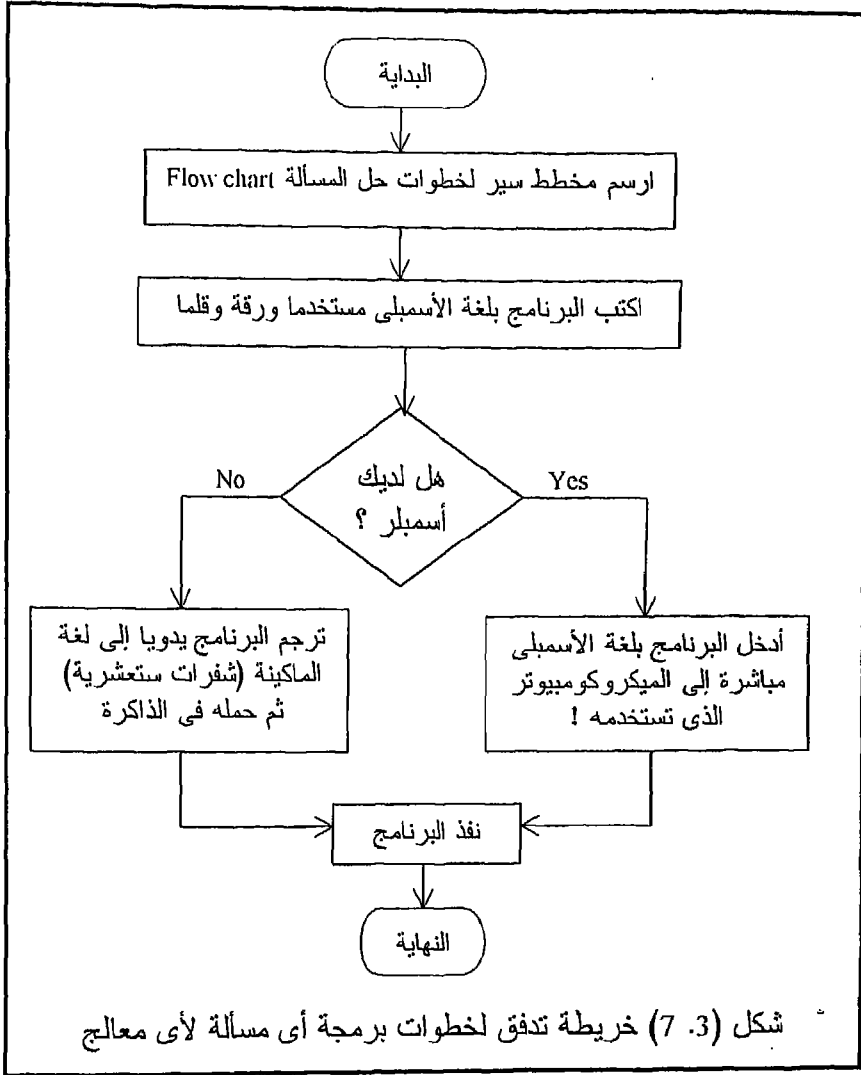 البداية
ارسم مخطط سير لخطوات حل المسألة Flow chart
اكتب البرنامج بلغة الأسمبلى مستخدما ورقة وقلما
هل لديك
أسمبلر ؟
No
Yes
ترجم البرنامج يدويا إلى لغة
الماكينة (شفرات ستعشرية)
ثم حمله فى الذاكرة
أدخل البرنامج بلغة الأسمبلى
مباشرة إلى الميكروكومبيوتر
الذى تستخدمه !
نفذ البرنامج
النهاية
شكل (3. 7) خريطة تدفق لخطوات برمجة أى مسألة لأى معالج